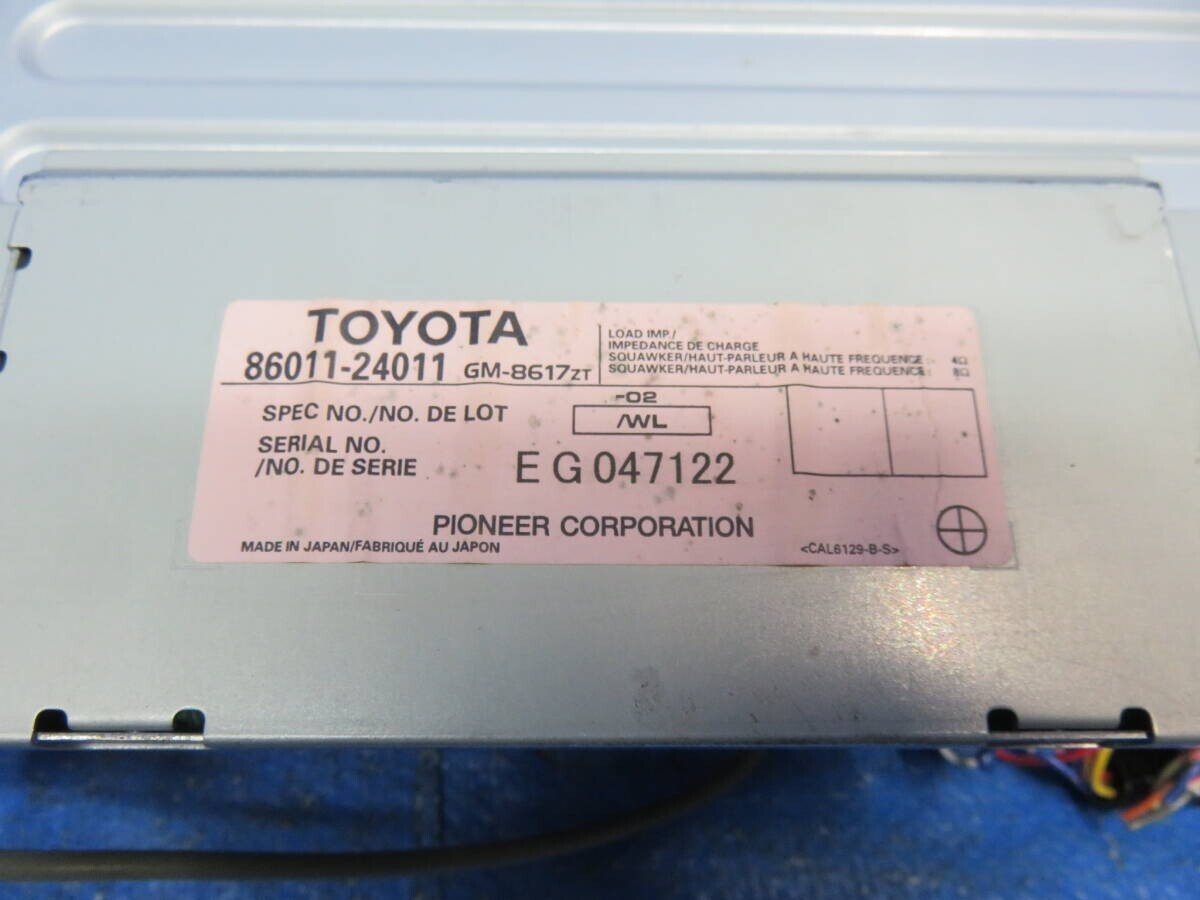 TOYOTA
86011-24011 GM-8617ZT
LOAD IMP/
IMPEDANCE DE CHARGE
SQUAWKER/HAUT-PARLEUR A HAUTE FREQUENCE : 4Ω
SQUAWKER/HAUT-PARLEUR A HAUTE FREQUENCE : 8Ω
-02
SPEC NO./NO. DE LOT /WL
SERIAL NO.
/NO. DE SERIE EG047122
PIONEER CORPORATION
MADE IN JAPAN/FABRIQUÉ AU JAPON <CAL6129-B-S>